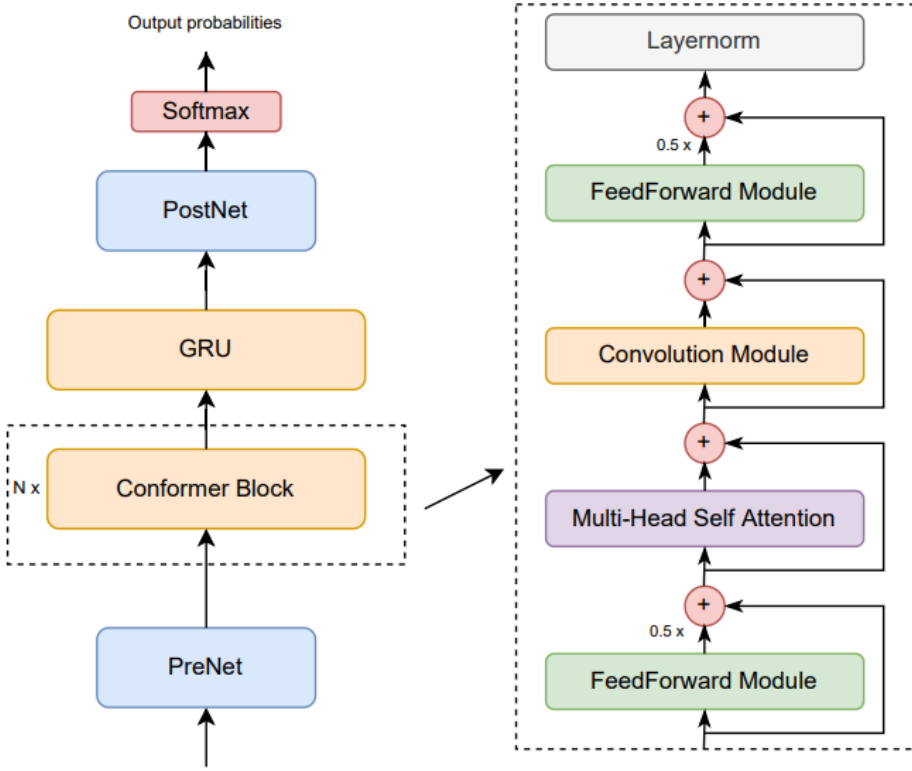 Output probabilities
Softmax
PostNet
GRU
N x
Conformer Block
PreNet
Layernorm
+
0.5 x
FeedForward Module
+
Convolution Module
+
Multi-Head Self Attention
+
0.5 x
FeedForward Module